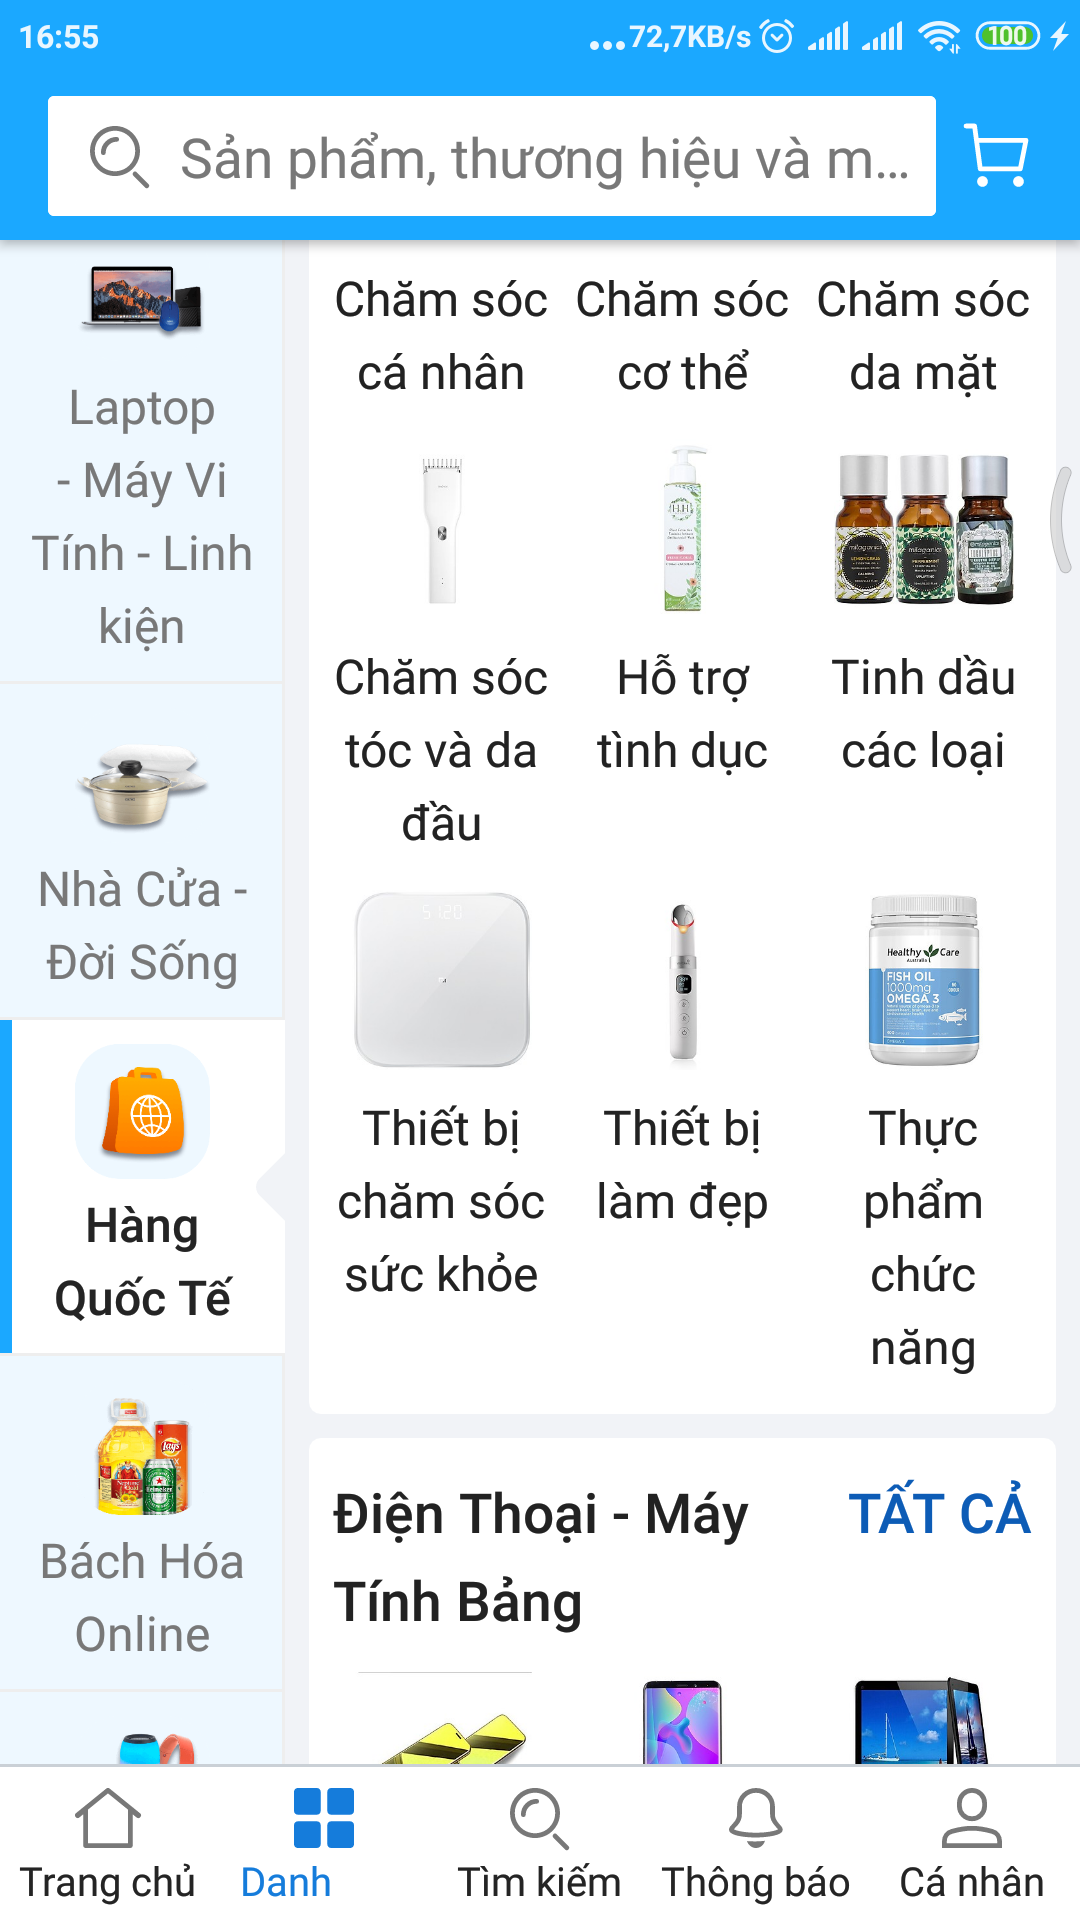 16:55
...72,7KB/s
100
Sản phẩm, thương hiệu và m...
Laptop
- Máy Vi
Tính - Linh
kiện
Nhà Cửa -
Đời Sống
Hàng
Quốc Tế
Bách Hóa
Online
Chăm sóc
cá nhân
Chăm sóc
cơ thể
Chăm sóc
da mặt
Chăm sóc
tóc và da
đầu
Hỗ trợ
tình dục
Tinh dầu
các loại
Healthy Care
Australia
FISH OIL
1000mg
OMEGA 3
Thiết bị
chăm sóc
sức khỏe
Thiết bị
làm đẹp
Thực
phẩm
chức
năng
Điện Thoại - Máy
Tính Bảng
TẤT CẢ
Trang chủ
Danh
Tìm kiếm
Thông báo
Cá nhân